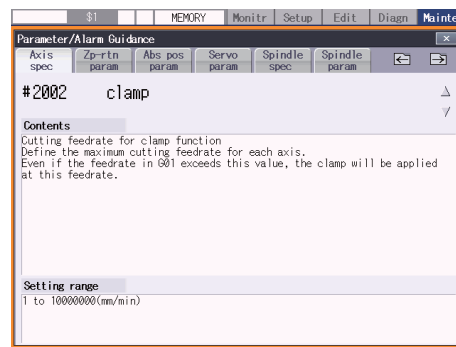 $1 MEMORY Monitr Setup Edit Diagn Mainte
Parameter/Alarm Guidance
Axis spec Zp-rtn param Abs pos param Servo param Spindle spec Spindle param
#2002 clamp
Contents
Cutting feedrate for clamp function
Define the maximum cutting feedrate for each axis.
Even if the feedrate in G01 exceeds this value, the clamp will be applied
at this feedrate.
Setting range
1 to 10000000(mm/min)